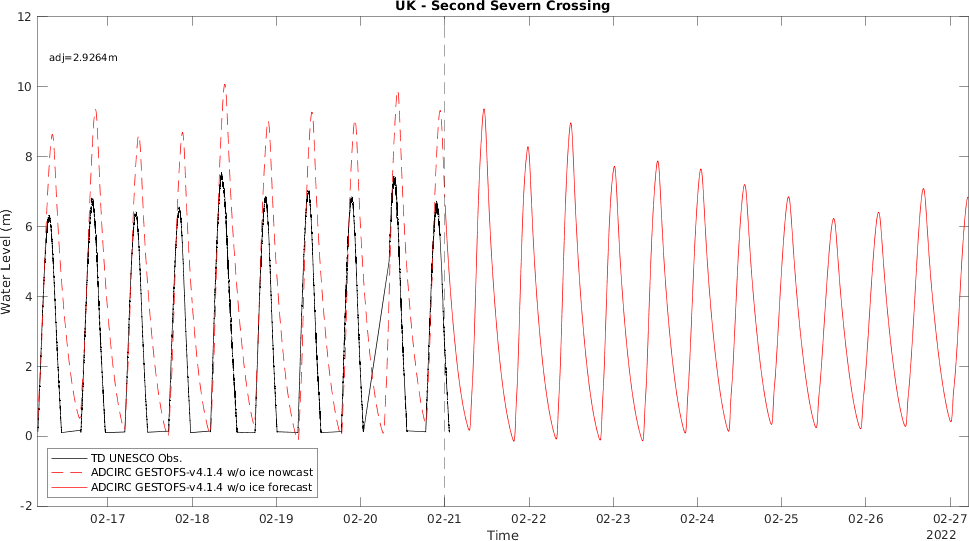 UK - Second Severn Crossing
adj=2.9264m
Water Level (m)
12
10
8
6
4
2
0
-2
TD UNESCO Obs.
ADCIRC GESTOFS-v4.1.4 w/o ice nowcast
ADCIRC GESTOFS-v4.1.4 w/o ice forecast
02-17 02-18 02-19 02-20 02-21 02-22 02-23 02-24 02-25 02-26 02-27
Time
2022